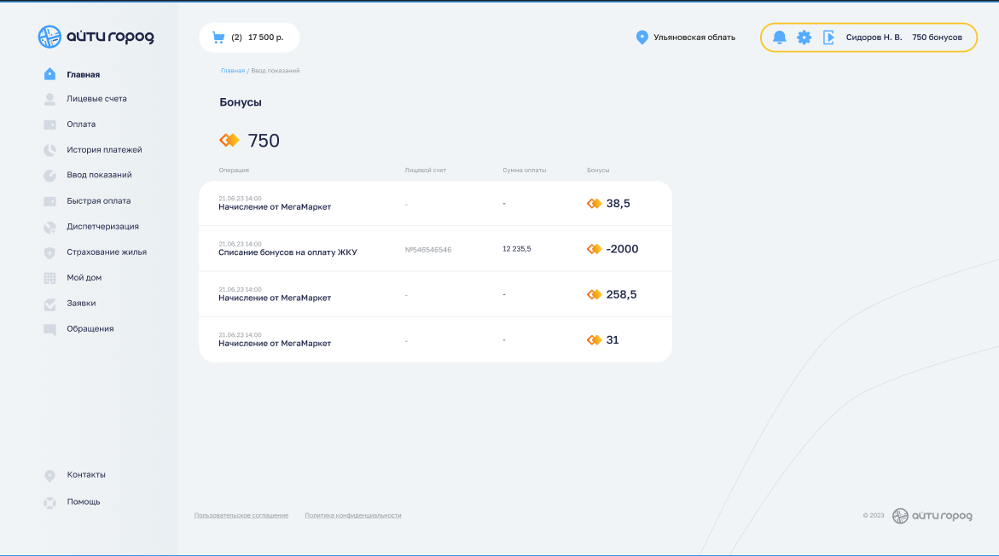 айти город
(2) 17 500 р.
Ульяновская облать
Сидоров Н. В. 750 бонусов
Главная
Лицевые счета
Оплата
История платежей
Ввод показаний
Быстрая оплата
Диспетчеризация
Страхование жилья
Мой дом
Заявки
Обращения
Контакты
Помощь
Главная / Ввод показаний
Бонусы
750
Операция Лицевой счет Сумма оплаты Бонусы
21.06.23 14:00
Начисление от МегаМаркет - - 38,5
21.06.23 14:00
Списание бонусов на оплату ЖКУ №546546546 12 235,5 -2000
21.06.23 14:00
Начисление от МегаМаркет - - 258,5
21.06.23 14:00
Начисление от МегаМаркет - - 31
Пользовательское соглашение Политика конфиденциальности
© 2023 айти город